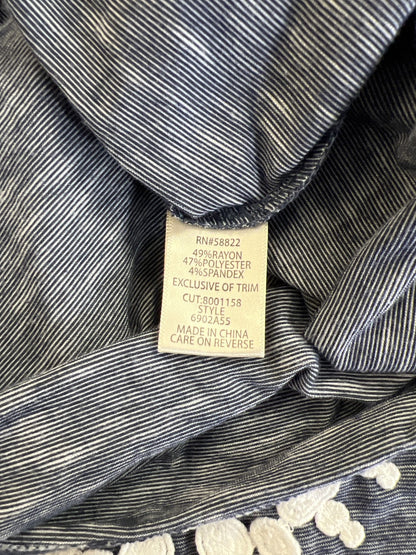 RN#58822
49%RAYON
47%POLYESTER
4%SPANDEX
EXCLUSIVE OF TRIM
CUT:8001158
STYLE
6902A55
MADE IN CHINA
CARE ON REVERSE